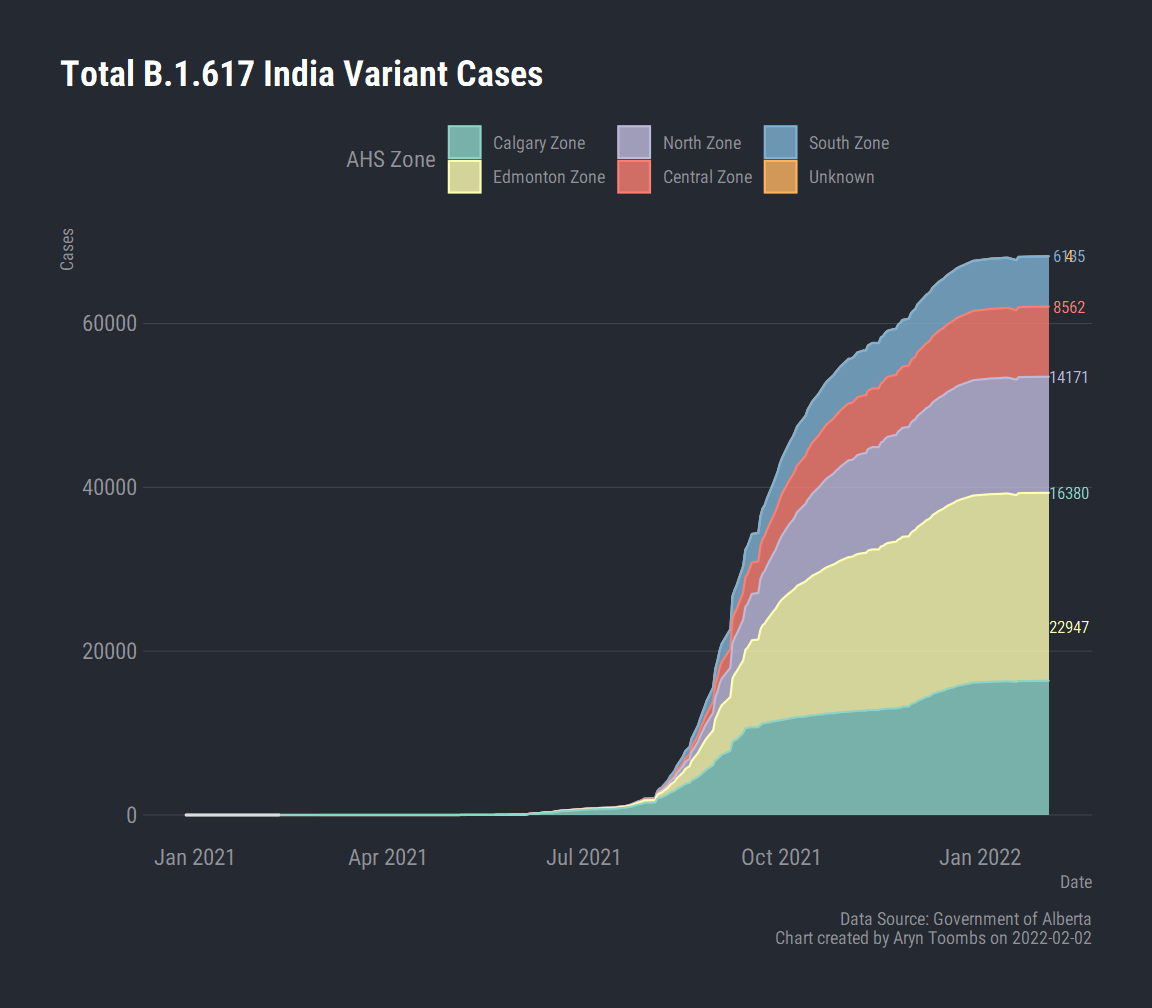 Total B.1.617 India Variant Cases
AHS Zone
Calgary Zone
North Zone
South Zone
Edmonton Zone
Central Zone
Unknown
Cases
60000
40000
20000
0
8562
14171
16380
22947
Jan 2021
Apr 2021
Jul 2021
Oct 2021
Jan 2022
Date
Data Source: Government of Alberta
Chart created by Aryn Toombs on 2022-02-02